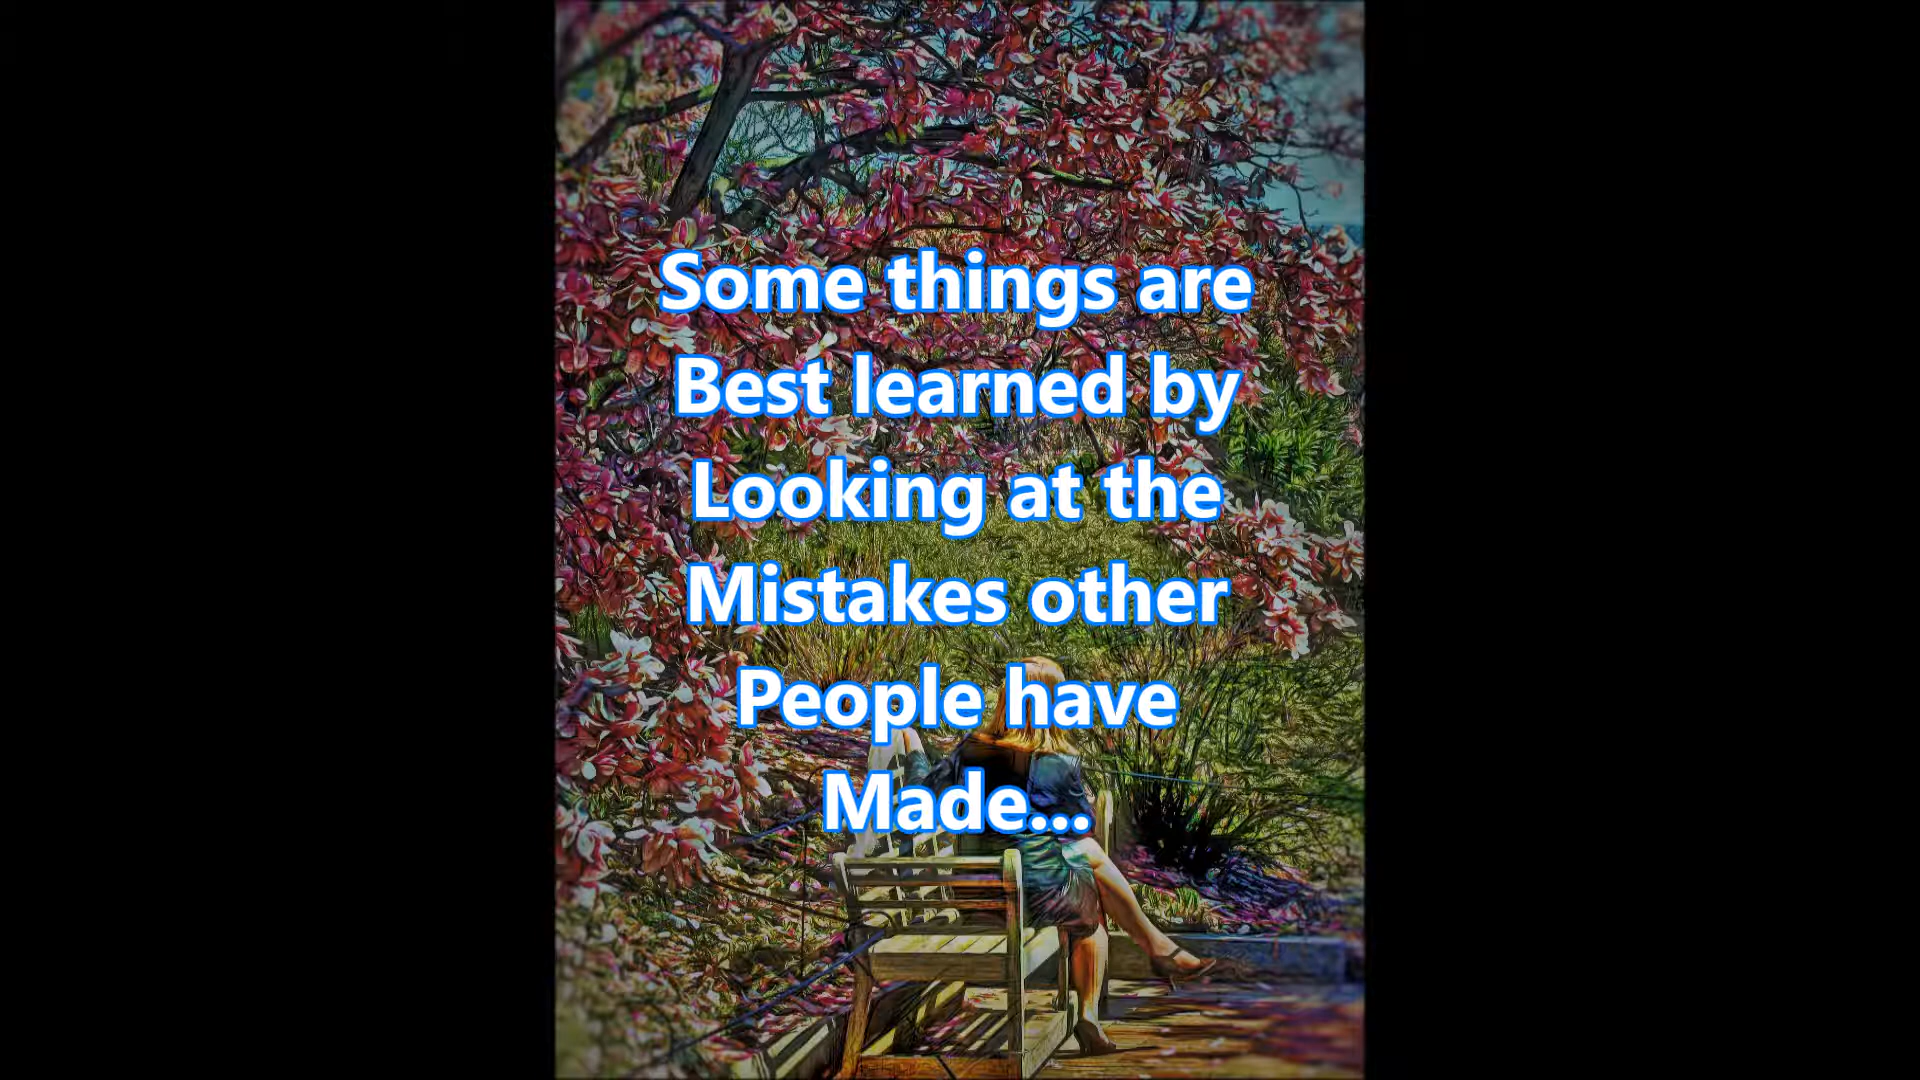 Some things are
Best learned by
Looking at the
Mistakes other
People have
Made...